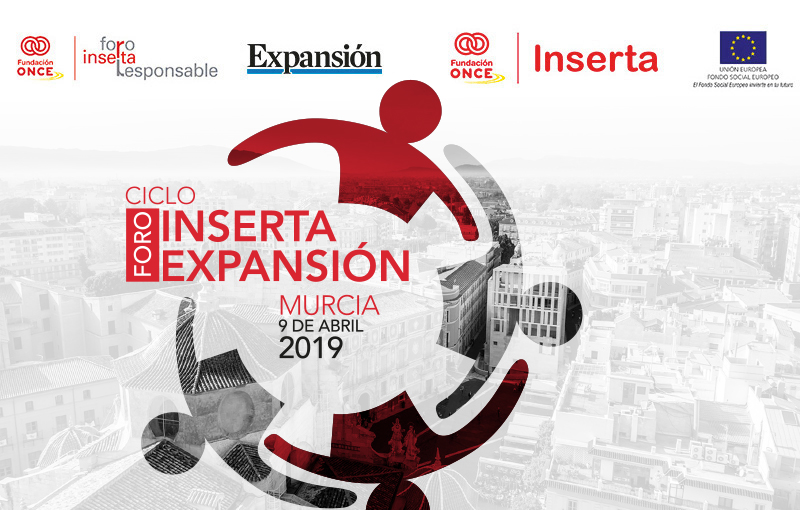 Fundación
ONCE
foro
inserta
responsable
Expansión
Fundación
ONCE
Inserta
UNIÓN EUROPEA
FONDO SOCIAL EUROPEO
El Fondo Social Europeo invierte en tu futuro
CICLO
FORO
INSERTA
EXPANSIÓN
MURCIA
9 DE ABRIL
2019